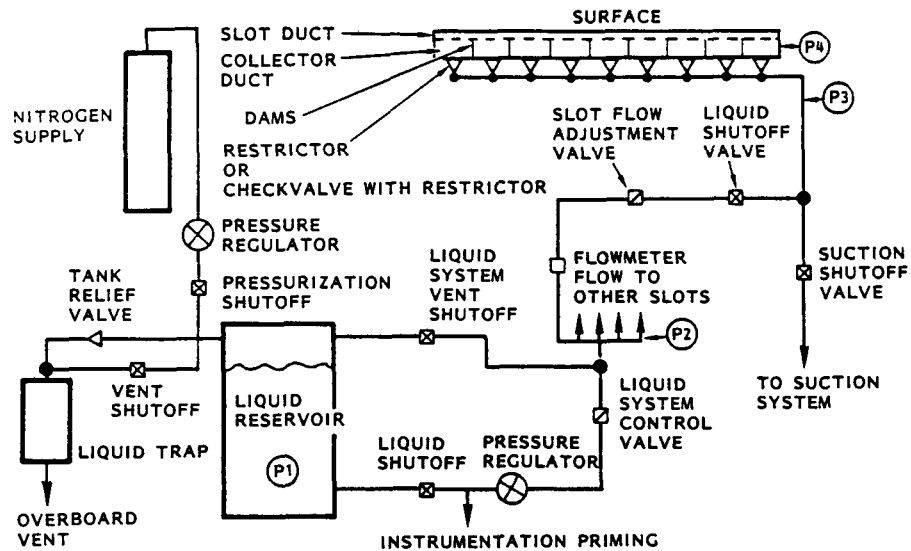 SURFACE
SLOT DUCT
COLLECTOR
DUCT
P4
NITROGEN
SUPPLY
DAMS
P3
SLOT FLOW
ADJUSTMENT
VALVE
LIQUID
SHUTOFF
VALVE
RESTRICTOR
OR
CHECKVALVE WITH RESTRICTOR
PRESSURE
REGULATOR
TANK
RELIEF
VALVE
PRESSURIZATION
SHUTOFF
LIQUID
SYSTEM
VENT
SHUTOFF
FLOWMETER
FLOW TO
OTHER SLOTS
SUCTION
SHUTOFF
VALVE
P2
VENT
SHUTOFF
LIQUID
RESERVOIR
TO SUCTION
SYSTEM
LIQUID
SYSTEM
CONTROL
VALVE
LIQUID TRAP
P1
LIQUID
SHUTOFF
PRESSURE
REGULATOR
OVERBOARD
VENT
INSTRUMENTATION PRIMING